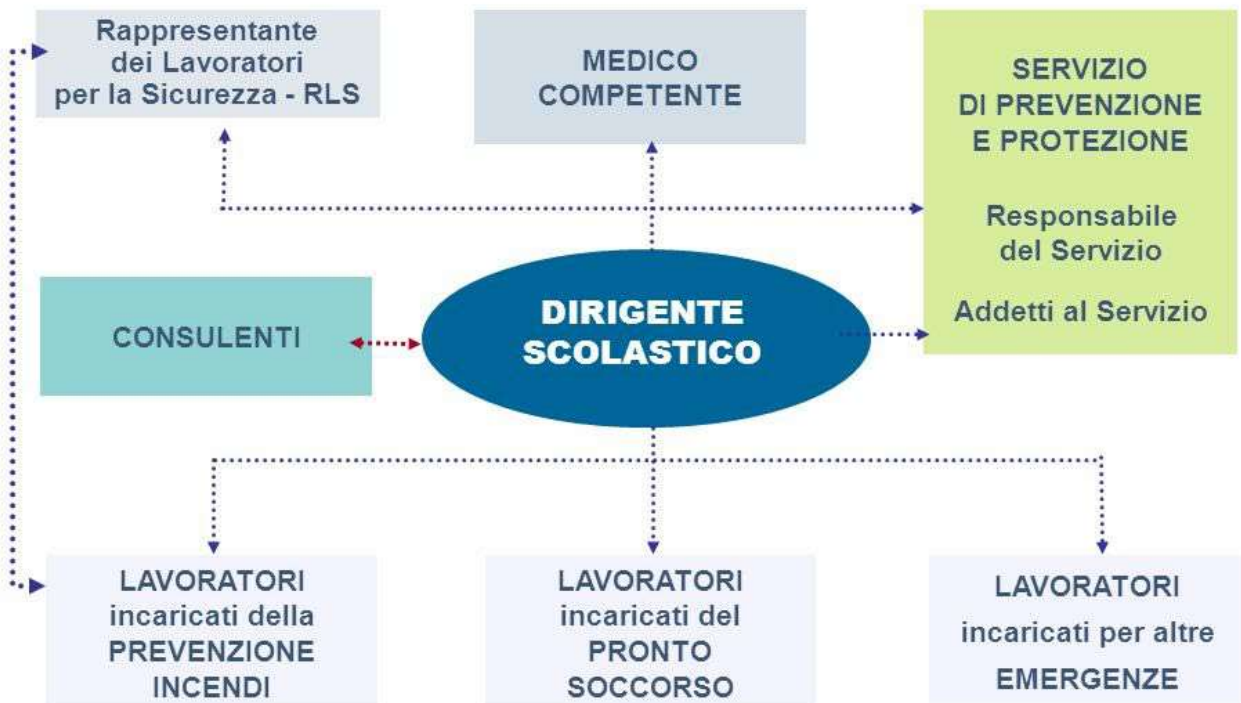 Rappresentante
dei Lavoratori
per la Sicurezza - RLS
MEDICO
COMPETENTE
SERVIZIO
DI PREVENZIONE
E PROTEZIONE
Responsabile
del Servizio
Addetti al Servizio
CONSULENTI
DIRIGENTE
SCOLASTICO
LAVORATORI
incaricati della
PREVENZIONE
INCENDI
LAVORATORI
incaricati del
PRONTO
SOCCORSO
LAVORATORI
incaricati per altre
EMERGENZE